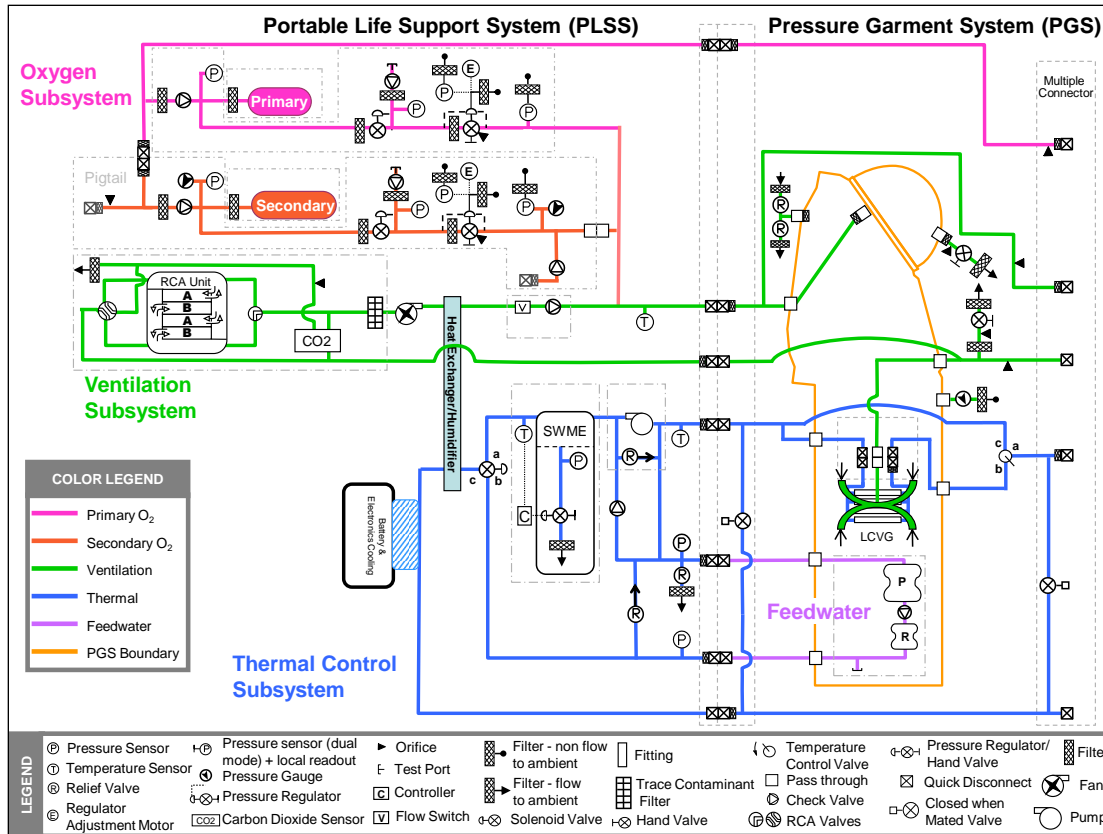 Portable Life Support System (PLSS)
Pressure Garment System (PGS)
Oxygen
Subsystem
Multiple
Connector
P
E
P
P
P
P
Primary
Pigtail
P
E
P
P
P
P
Secondary
RCA Unit
A
B
A
B
CO2
V
T
R
R
Heat Exchanger/Humidifier
Ventilation
Subsystem
T
SWME
P
C
R
T
a
b
c
c
a
b
LCVG
Battery &
Electronics Cooling
P
R
R
P
P
R
Feedwater
Thermal Control
Subsystem
COLOR LEGEND
Primary O2
Secondary O2
Ventilation
Thermal
Feedwater
PGS Boundary
LEGEND
P Pressure Sensor
T Temperature Sensor
R Relief Valve
E Regulator
Adjustment Motor
P Pressure sensor (dual
mode) + local readout
Pressure Gauge
Pressure Regulator
CO2 Carbon Dioxide Sensor
Orifice
Test Port
C Controller
V Flow Switch
Filter - non flow
to ambient
Filter - flow
to ambient
Solenoid Valve
Fitting
Trace Contaminant
Filter
Hand Valve
Temperature
Control Valve
Pass through
Check Valve
RCA Valves
Pressure Regulator/
Hand Valve
Quick Disconnect
Closed when
Mated Valve
Filte
Fan
Pump